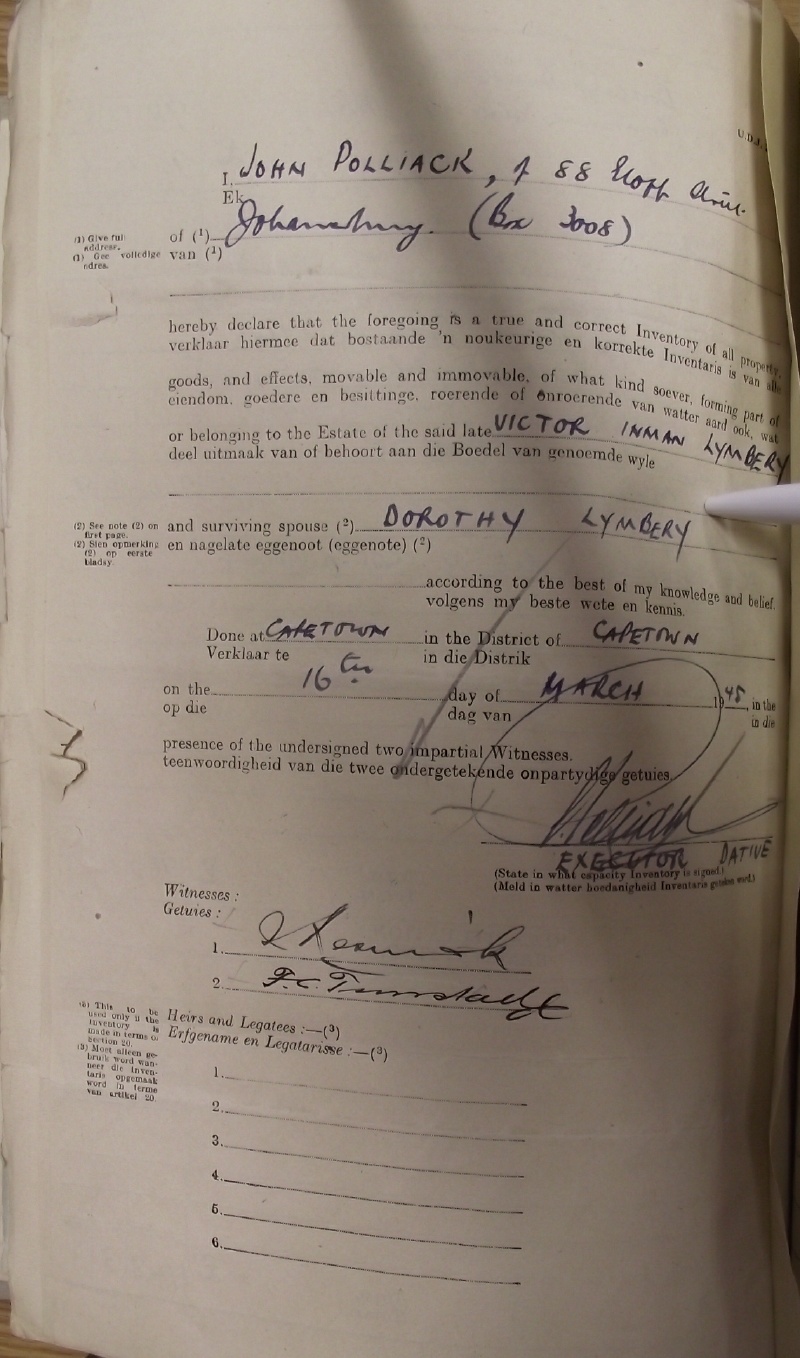 U.D.J.
I, JOHN POLLIACK, of 88
Ek
of (¹) Johannesburg. (Box 3008)
van (¹)
(1) Give full address.
(1) Gee volledige adres.
hereby declare that the foregoing is a true and correct Inventory of all property,
verklaar hiermee dat bostaande 'n noukeurige en korrekte Inventaris is van alle
goods, and effects, movable and immovable, of what kind soever, forming part of
eiendom, goedere en besittinge, roerende of onroerende van watter aard ook, wat
or belonging to the Estate of the said late VICTOR INMAN LYMBERY
deel uitmaak van of behoort aan die Boedel van genoemde wyle
(2) See note (2) on first page.
(2) Sien opmerking (2) op eerste bladsy.
and surviving spouse (²) DOROTHY LYMBERY
en nagelate eggenoot (eggenote) (²)
according to the best of my knowledge and belief.
volgens my beste wete en kennis.
Done at CAPETOWN in the District of CAPETOWN
Verklaar te in die Distrik
on the 16th day of MARCH 1945, in the
op die dag van in die
presence of the undersigned two impartial Witnesses.
teenwoordigheid van die twee ondergetekende onpartydige getuies.
EXECUTOR DATIVE
(State in what capacity Inventory is signed.)
(Meld in watter hoedanigheid Inventaris geteken word.)
Witnesses :
Getuies :
1.
2.
(3) This to be used only if the Inventory is made in terms of Section 20.
(3) Moet alleen gebruik word wanneer die Inventaris opgemaak word in terme van artikel 20.
Heirs and Legatees :—(³)
Erfgename en Legatarisse :—(³)
1.
2.
3.
4.
5.
6.